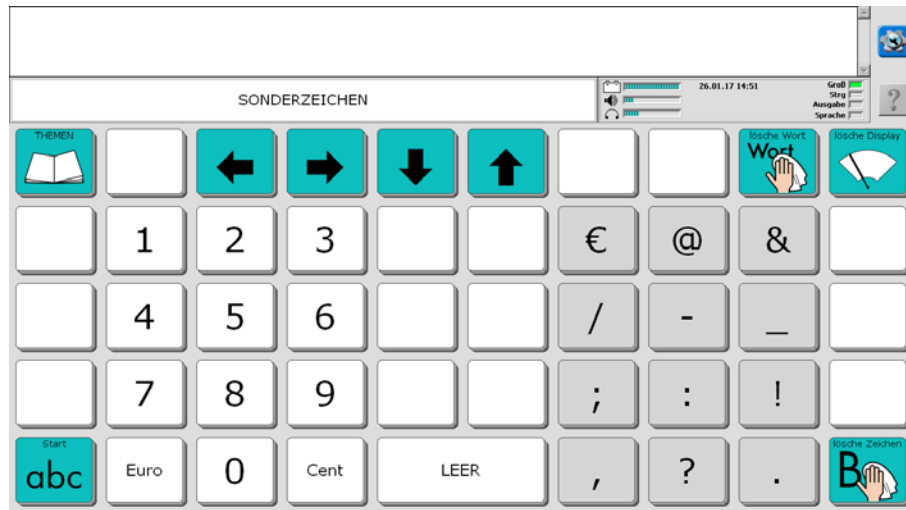 SONDERZEICHEN
26.01.17 14:51
Groß
Strg
Ausgabe
Sprache
?
THEMEN
lösche Wort
Wort
lösche Display
1 2 3 € @ &
4 5 6 / - _
7 8 9 ; : !
Start
abc
Euro 0 Cent LEER , ? .
lösche Zeichen
B